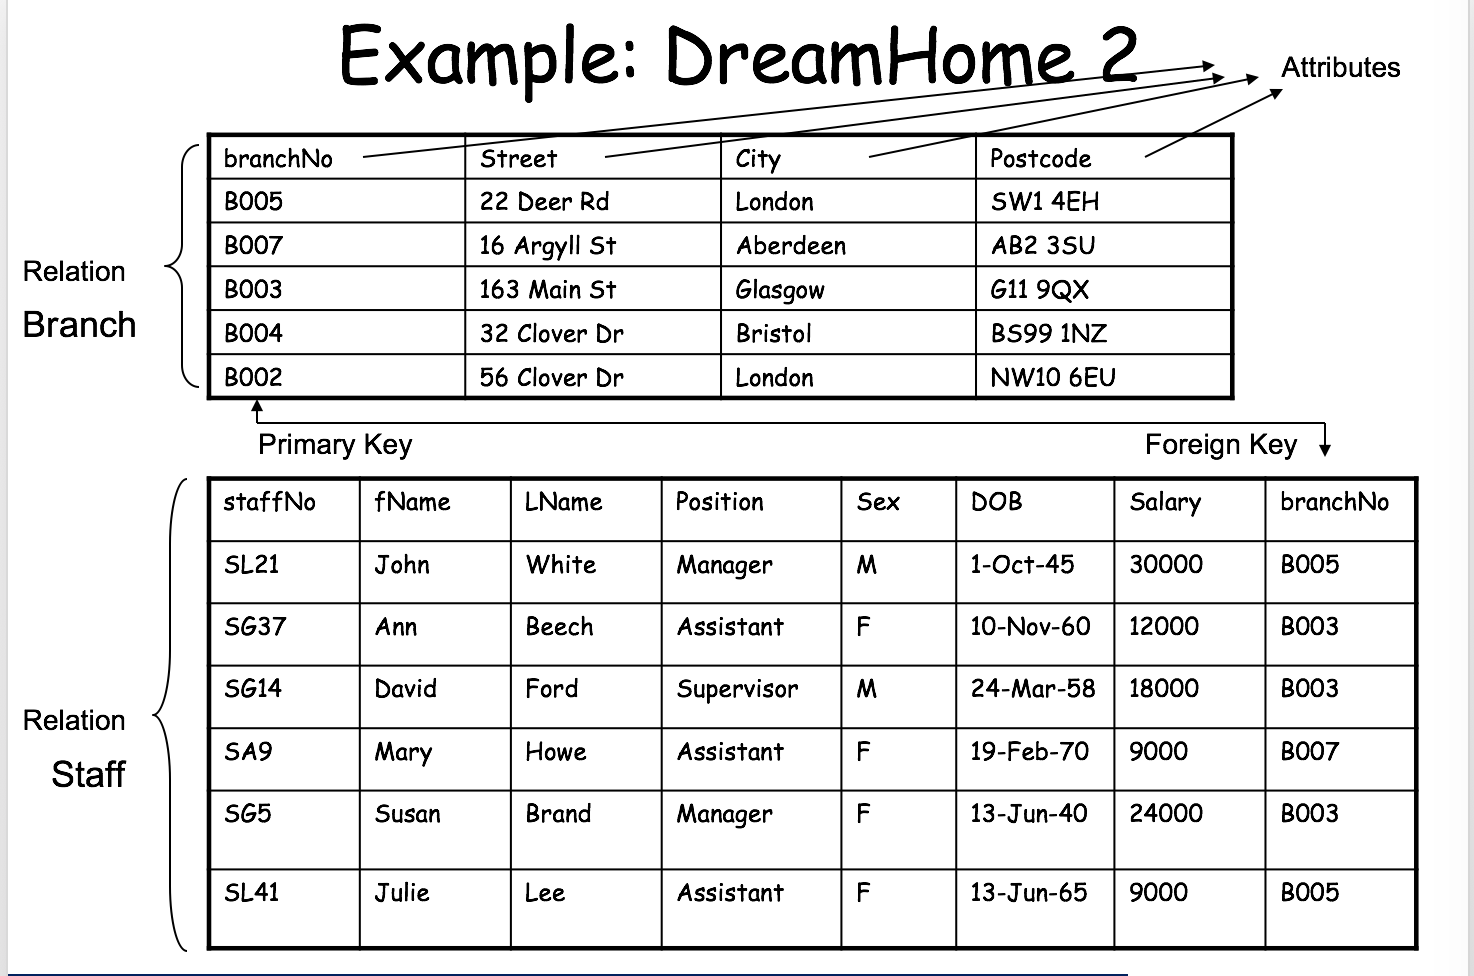 Example: DreamHome 2
Attributes
branchNo Street City Postcode
B005 22 Deer Rd London SW1 4EH
B007 16 Argyll St Aberdeen AB2 3SU
Relation
B003 163 Main St Glasgow G11 9QX
Branch
B004 32 Clover Dr Bristol BS99 1NZ
B002 56 Clover Dr London NW10 6EU
Primary Key Foreign Key
staffNo fName LName Position Sex DOB Salary branchNo
SL21 John White Manager M 1-Oct-45 30000 B005
SG37 Ann Beech Assistant F 10-Nov-60 12000 B003
SG14 David Ford Supervisor M 24-Mar-58 18000 B003
Relation
Staff
SA9 Mary Howe Assistant F 19-Feb-70 9000 B007
SG5 Susan Brand Manager F 13-Jun-40 24000 B003
SL41 Julie Lee Assistant F 13-Jun-65 9000 B005